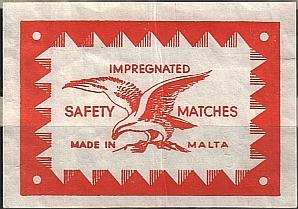 IMPREGNATED
SAFETY MATCHES
MADE IN MALTA